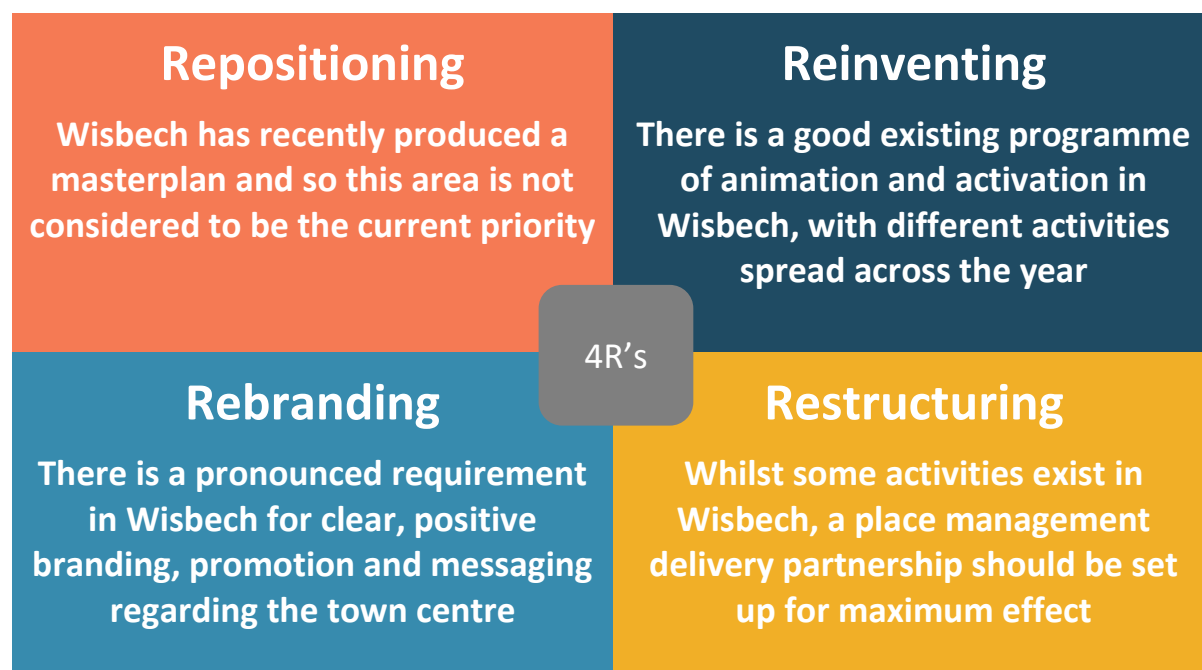 Repositioning
Wisbech has recently produced a
masterplan and so this area is not
considered to be the current priority
Reinventing
There is a good existing programme
of animation and activation in
Wisbech, with different activities
spread across the year
4R’s
Rebranding
There is a pronounced requirement
in Wisbech for clear, positive
branding, promotion and messaging
regarding the town centre
Restructuring
Whilst some activities exist in
Wisbech, a place management
delivery partnership should be set
up for maximum effect